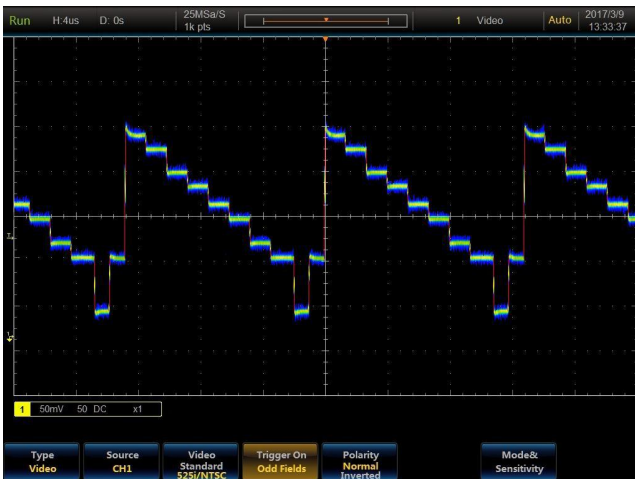 Run H:4us D: 0s 25MSa/S 1 Video Auto 2017/3/9
1k pts 13:33:37
1 50mV 50 DC x1
Type Source Video Trigger On Polarity Mode&
Video CH1 Standard Odd Fields Normal Sensitivity
525i/NTSC Inverted